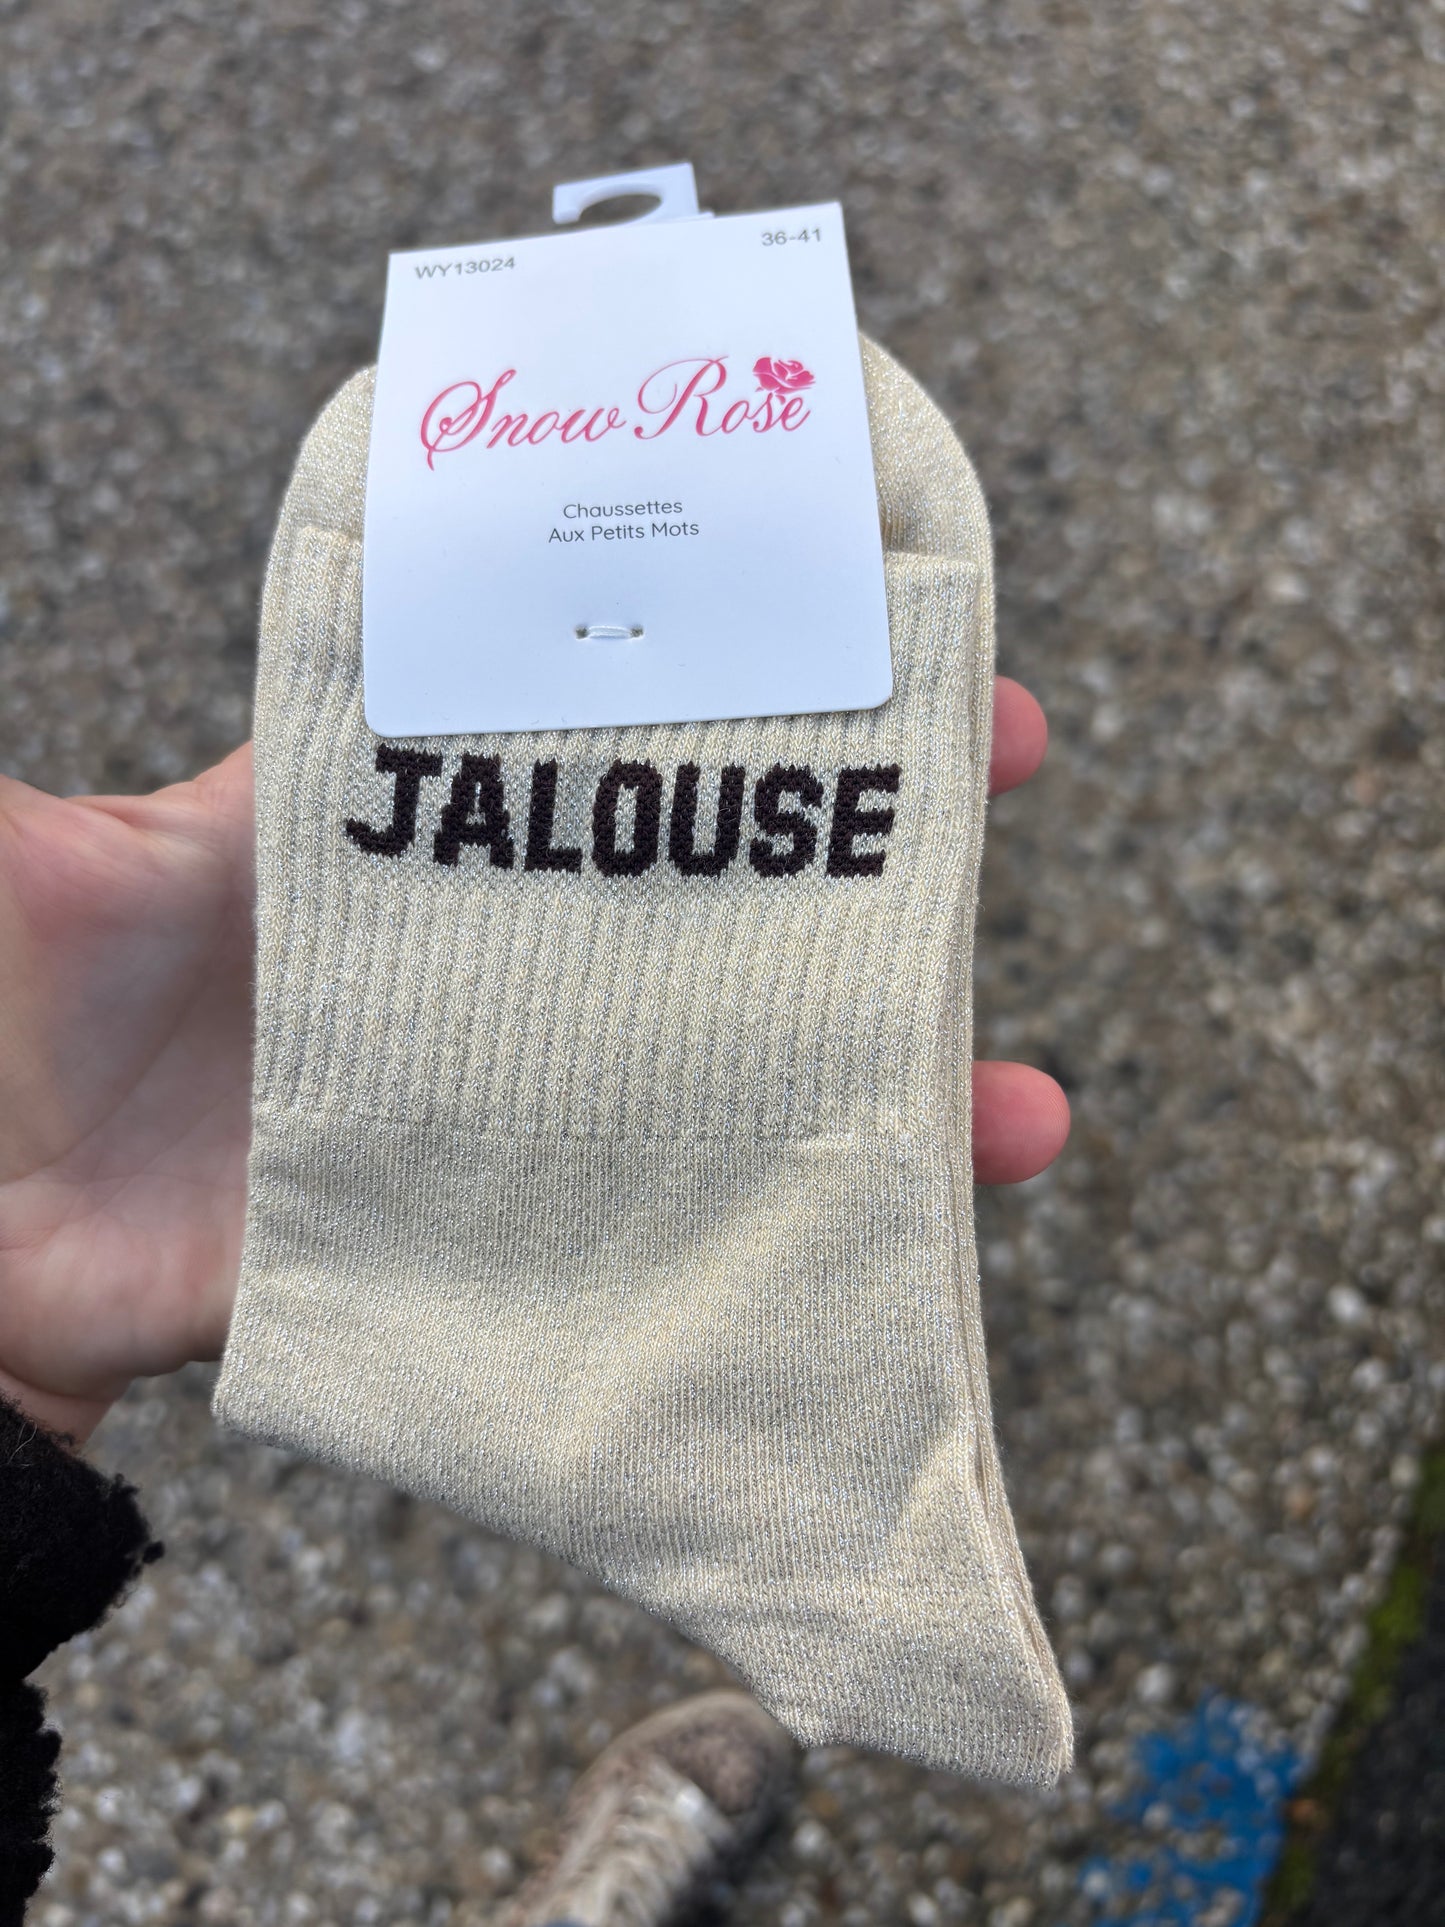 WY13024 36-41
Snow Rose
Chaussettes
Aux Petits Mots
JALOUSE